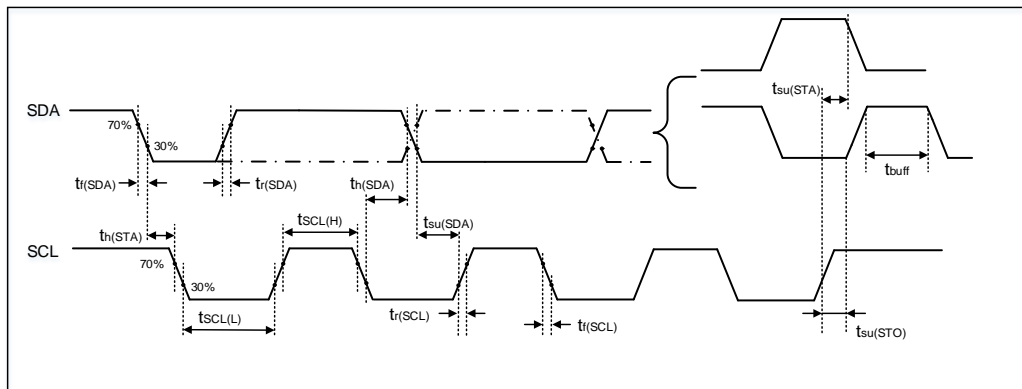 tsu(STA)
SDA
70%
30%
tf(SDA)
tr(SDA)
th(SDA)
tbuff
th(STA)
tSCL(H)
tsu(SDA)
SCL
70%
30%
tSCL(L)
tr(SCL)
tf(SCL)
tsu(STO)